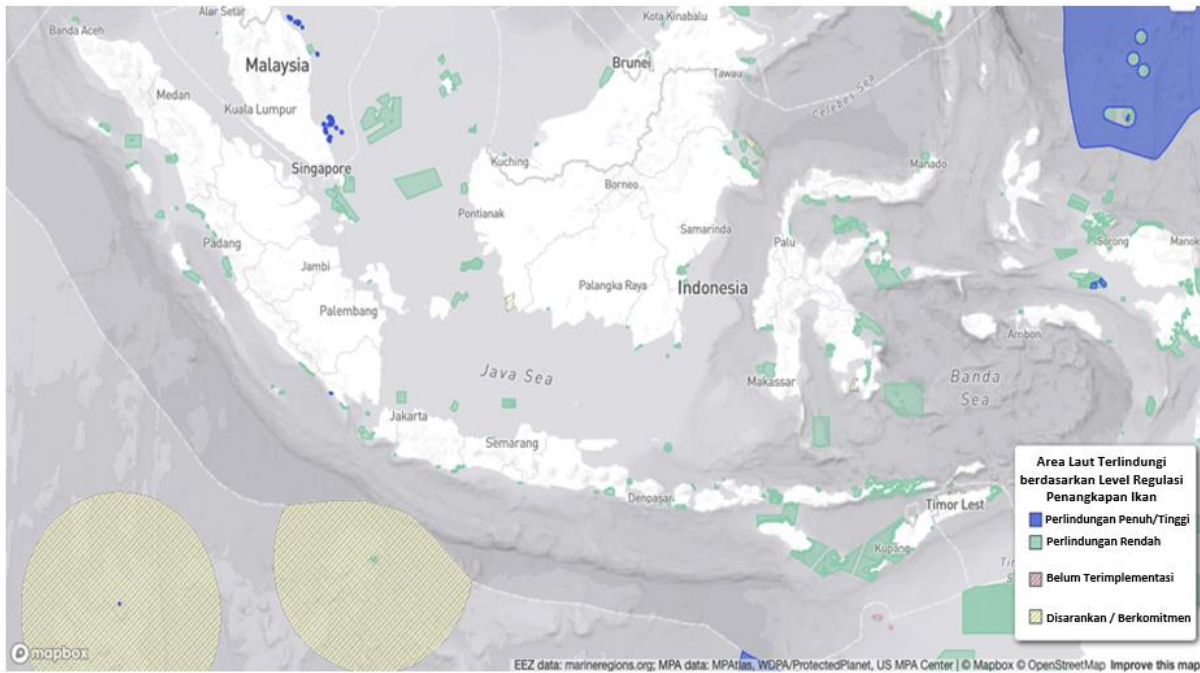 Alor Setar
Kota Kinabalu
Banda Aceh
Malaysia
Brunei
Tawau
Celebes Sea
Medan
Kuala Lumpur
Singapore
Kuching
Manado
Borneo
Pontianak
Samarinda
Padang
Palu
Sorong
Manok
Jambi
Palangka Raya
Indonesia
Palembang
Ambon
Java Sea
Makassar
Banda
Sea
Jakarta
Semarang
Denpasar
Timor Lest
Kupang
Area Laut Terlindungi
berdasarkan Level Regulasi
Penangkapan Ikan
Perlindungan Penuh/Tinggi
Perlindungan Rendah
Belum Terimplementasi
Disarankan / Berkomitmen
mapbox
EEZ data: marineregions.org; MPA data: MPAtlas, WDPA/ProtectedPlanet, US MPA Center | © Mapbox © OpenStreetMap Improve this map